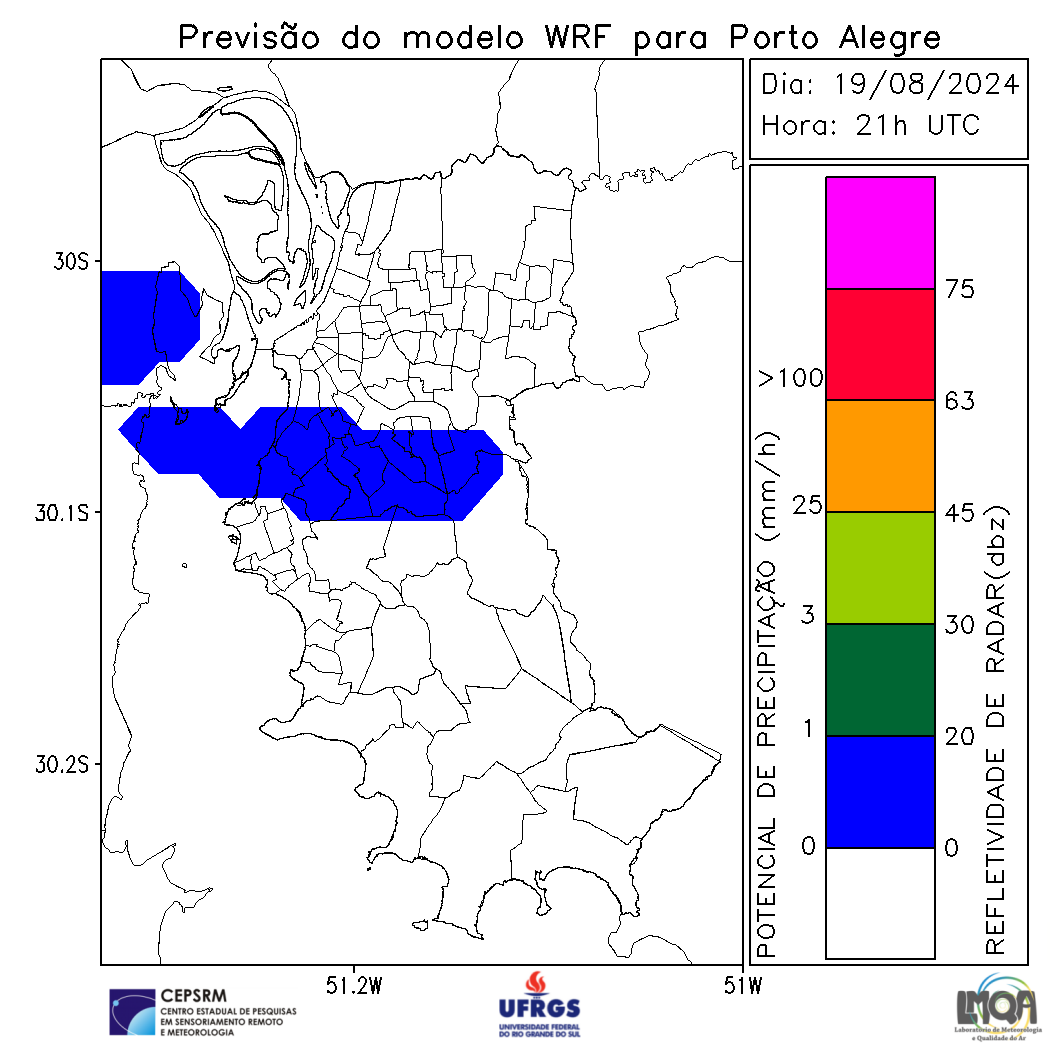 Previsão do modelo WRF para Porto Alegre
Dia: 19/08/2024
Hora: 21h UTC
30S
30.1S
30.2S
51.2W
51W
POTENCIAL DE PRECIPITAÇÃO (mm/h)
>100
25
3
1
0
75
63
45
30
20
0
REFLETIVIDADE DE RADAR(dbz)
CEPSRM
CENTRO ESTADUAL DE PESQUISAS
EM SENSORIAMENTO REMOTO
E METEOROLOGIA
UFRGS
UNIVERSIDADE FEDERAL
DO RIO GRANDE DO SUL
LMQA
Laboratório de Meteorologia
e Qualidade do Ar